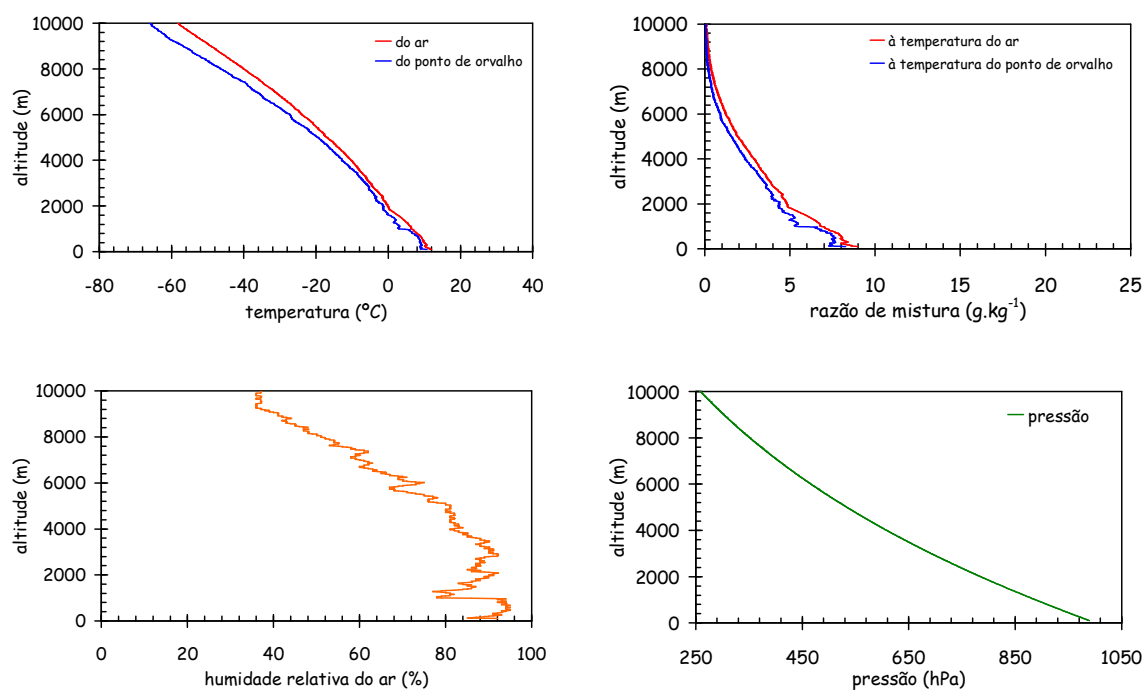 10000
8000
6000
4000
2000
0
altitude (m)
-80 -60 -40 -20 0 20 40
temperatura (ºC)
do ar
do ponto de orvalho
10000
8000
6000
4000
2000
0
altitude (m)
0 5 10 15 20 25
razão de mistura (g.kg-1)
à temperatura do ar
à temperatura do ponto de orvalho
10000
8000
6000
4000
2000
0
altitude (m)
0 20 40 60 80 100
humidade relativa do ar (%)
10000
8000
6000
4000
2000
0
altitude (m)
250 450 650 850 1050
pressão (hPa)
pressão